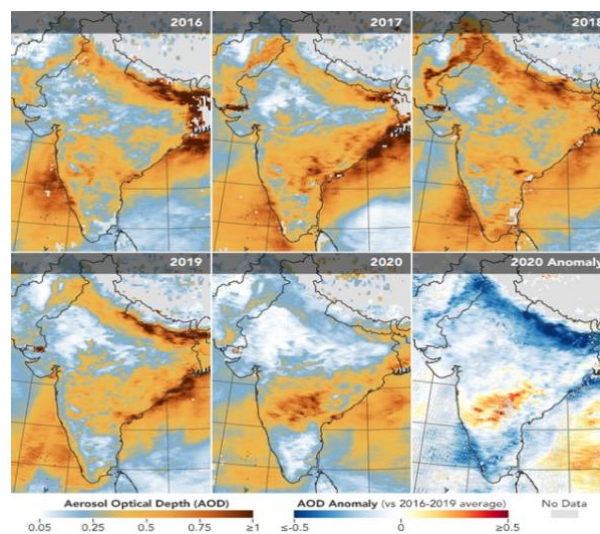 2016
2017
2018
2019
2020
2020 Anomaly
Aerosol Optical Depth (AOD)
0.05 0.25 0.5 0.75 ≥1
AOD Anomaly (vs 2016-2019 average)
≤-0.5 0 ≥0.5
No Data